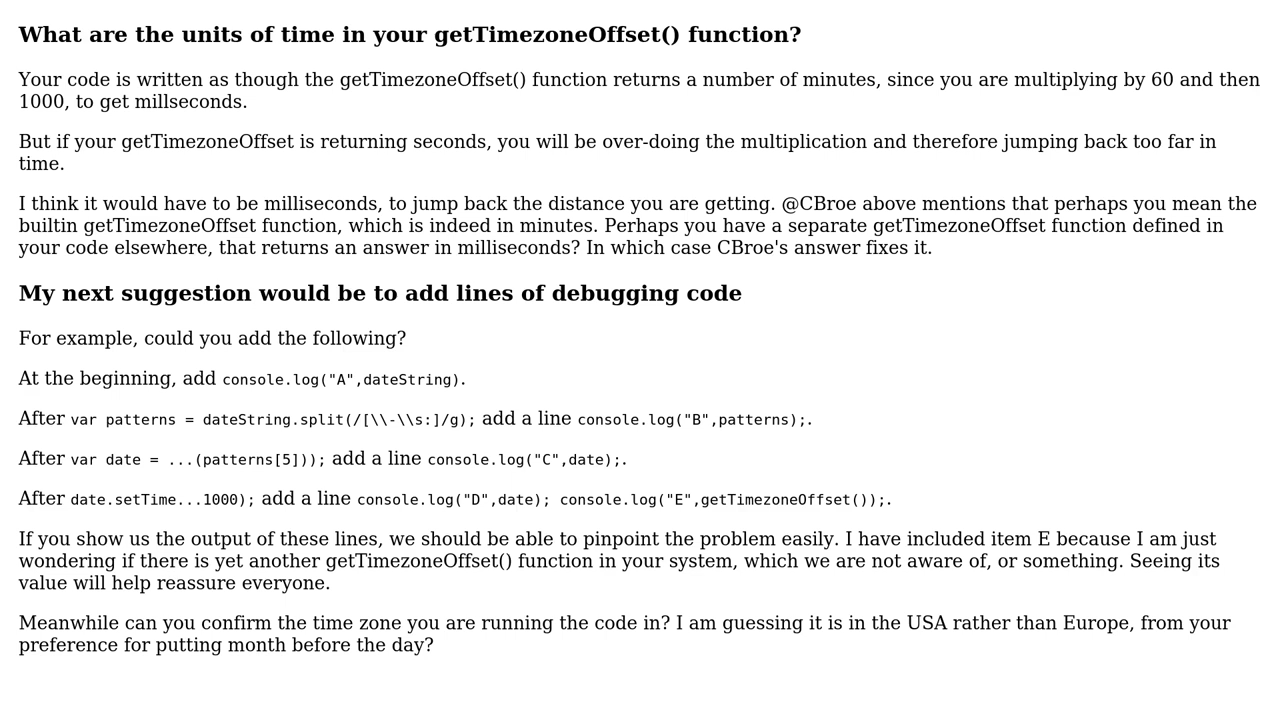 What are the units of time in your getTimezoneOffset() function?
Your code is written as though the getTimezoneOffset() function returns a number of minutes, since you are multiplying by 60 and then
1000, to get millseconds.
But if your getTimezoneOffset is returning seconds, you will be over-doing the multiplication and therefore jumping back too far in
time.
I think it would have to be milliseconds, to jump back the distance you are getting. @CBroe above mentions that perhaps you mean the
builtin getTimezoneOffset function, which is indeed in minutes. Perhaps you have a separate getTimezoneOffset function defined in
your code elsewhere, that returns an answer in milliseconds? In which case CBroe's answer fixes it.
My next suggestion would be to add lines of debugging code
For example, could you add the following?
At the beginning, add console.log("A",dateString).
After var patterns = dateString.split(/[\\-\\s:]/g); add a line console.log("B",patterns);.
After var date = ...(patterns[5])); add a line console.log("C",date);.
After date.setTime...1000); add a line console.log("D",date); console.log("E",getTimezoneOffset());.
If you show us the output of these lines, we should be able to pinpoint the problem easily. I have included item E because I am just
wondering if there is yet another getTimezoneOffset() function in your system, which we are not aware of, or something. Seeing its
value will help reassure everyone.
Meanwhile can you confirm the time zone you are running the code in? I am guessing it is in the USA rather than Europe, from your
preference for putting month before the day?